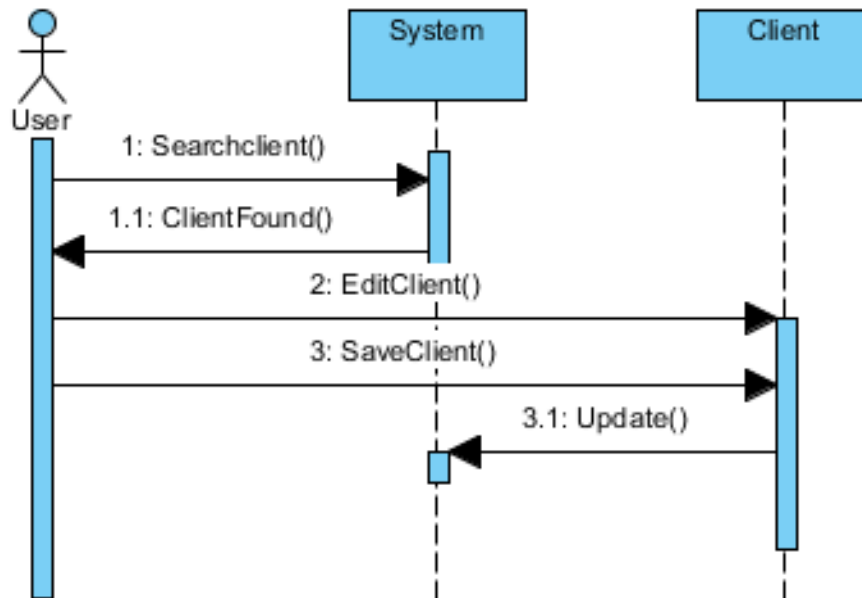 System
Client
User
1: Searchclient()
1.1: ClientFound()
2: EditClient()
3: SaveClient()
3.1: Update()